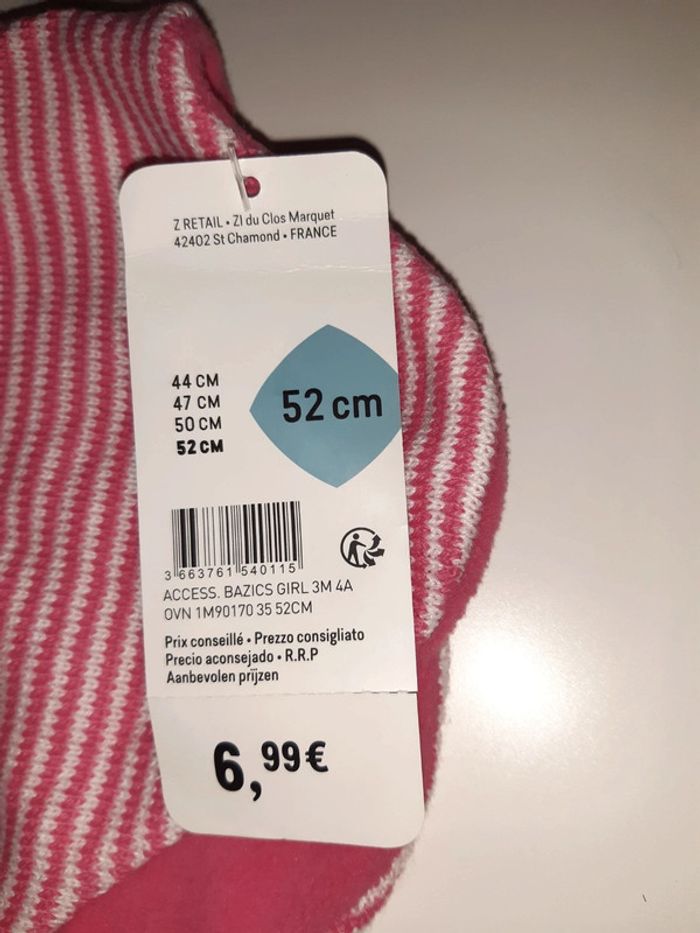 Z RETAIL • ZI du Clos Marquet
42402 St Chamond • FRANCE
44 CM
47 CM
50 CM
52 CM
52 cm
3 663761 540115
ACCESS. BAZICS GIRL 3M 4A
OVN 1M90170 35 52CM
Prix conseillé • Prezzo consigliato
Precio aconsejado • R.R.P
Aanbevolen prijzen
6,99€